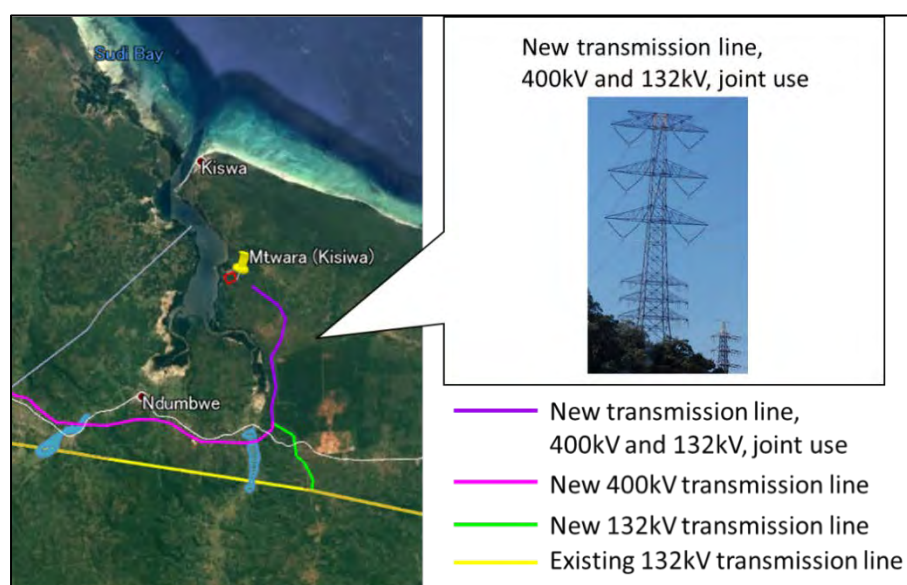 Sudi Bay
Kiswa
Mtwara (Kisiwa)
Ndumbwe
New transmission line,
400kV and 132kV, joint use
New transmission line,
400kV and 132kV, joint use
New 400kV transmission line
New 132kV transmission line
Existing 132kV transmission line